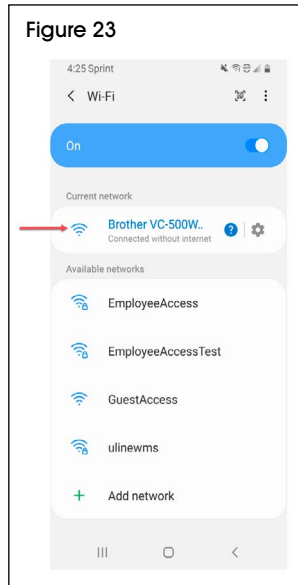 Figure 23
4:25 Sprint
Wi-Fi
On
Current network
Brother VC-500W..
Connected without internet
?
Available networks
EmployeeAccess
EmployeeAccessTest
GuestAccess
ulinewms
+ Add network